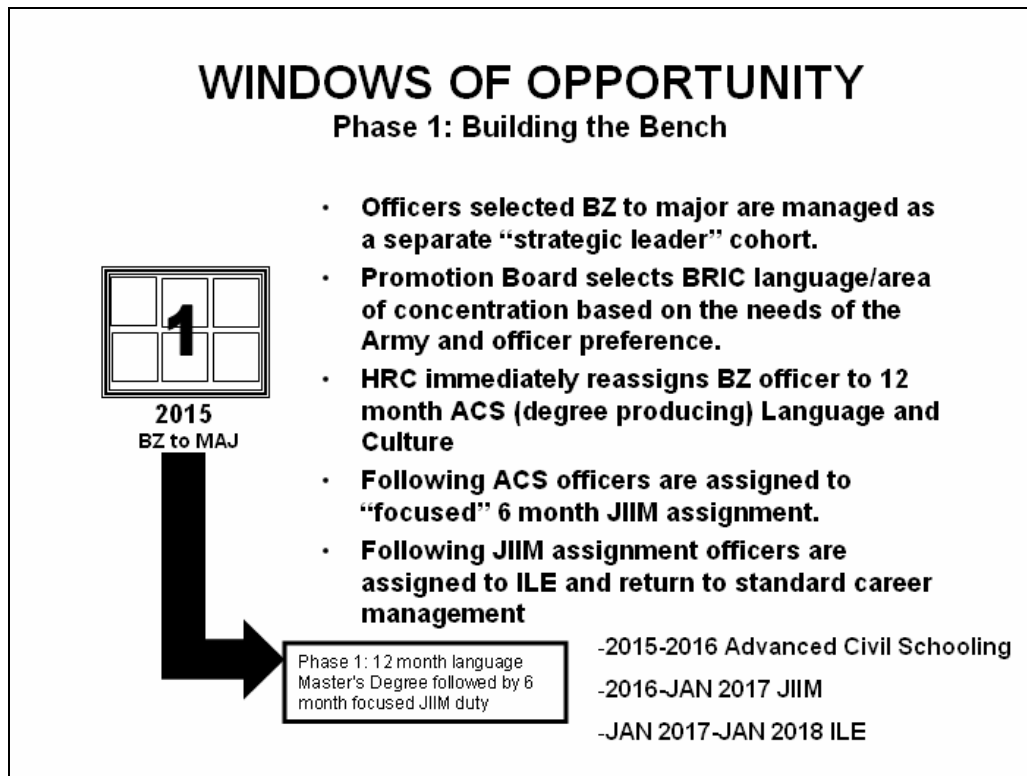 WINDOWS OF OPPORTUNITY
Phase 1: Building the Bench
• Officers selected BZ to major are managed as
a separate “strategic leader” cohort.
• Promotion Board selects BRIC language/area
of concentration based on the needs of the
Army and officer preference.
• HRC immediately reassigns BZ officer to 12
month ACS (degree producing) Language and
Culture
• Following ACS officers are assigned to
“focused” 6 month JIIM assignment.
• Following JIIM assignment officers are
assigned to ILE and return to standard career
management
1
2015
BZ to MAJ
Phase 1: 12 month language
Master's Degree followed by 6
month focused JIIM duty
-2015-2016 Advanced Civil Schooling
-2016-JAN 2017 JIIM
-JAN 2017-JAN 2018 ILE